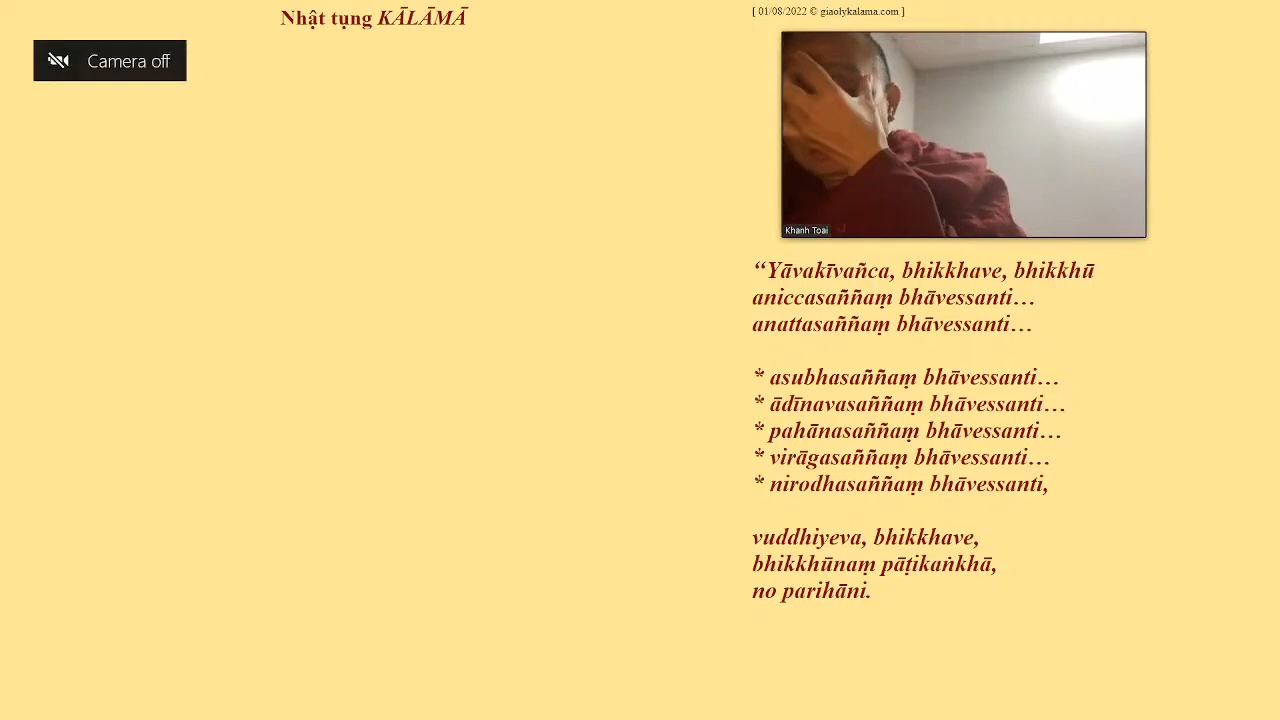 Nhật tụng KĀLĀMĀ
[ 01/08/2022 © giaolykalama.com ]
Camera off
Khanh Toai
“Yāvakīvañca, bhikkhave, bhikkhū
aniccasaññaṃ bhāvessanti…
anattasaññaṃ bhāvessanti…
* asubhasaññaṃ bhāvessanti…
* ādīnavasaññaṃ bhāvessanti…
* pahānasaññaṃ bhāvessanti…
* virāgasaññaṃ bhāvessanti…
* nirodhasaññaṃ bhāvessanti,
vuddhiyeva, bhikkhave,
bhikkhūnaṃ pāṭikaṅkhā,
no parihāni.